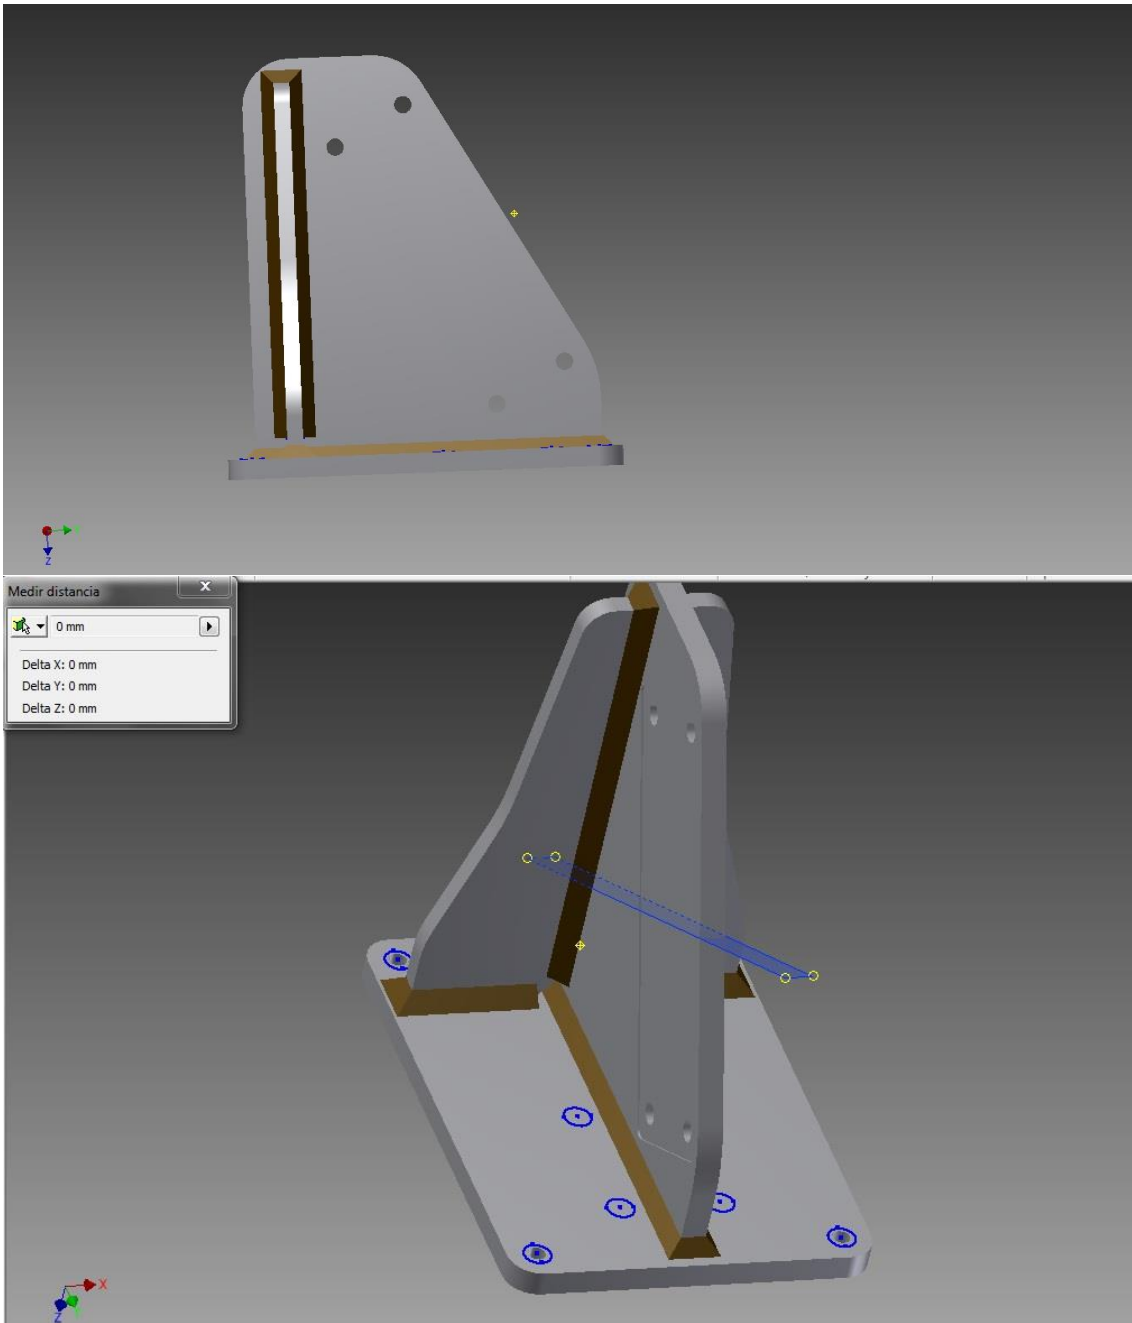 Z
Medir distancia
0 mm
Delta X: 0 mm
Delta Y: 0 mm
Delta Z: 0 mm
X
Z